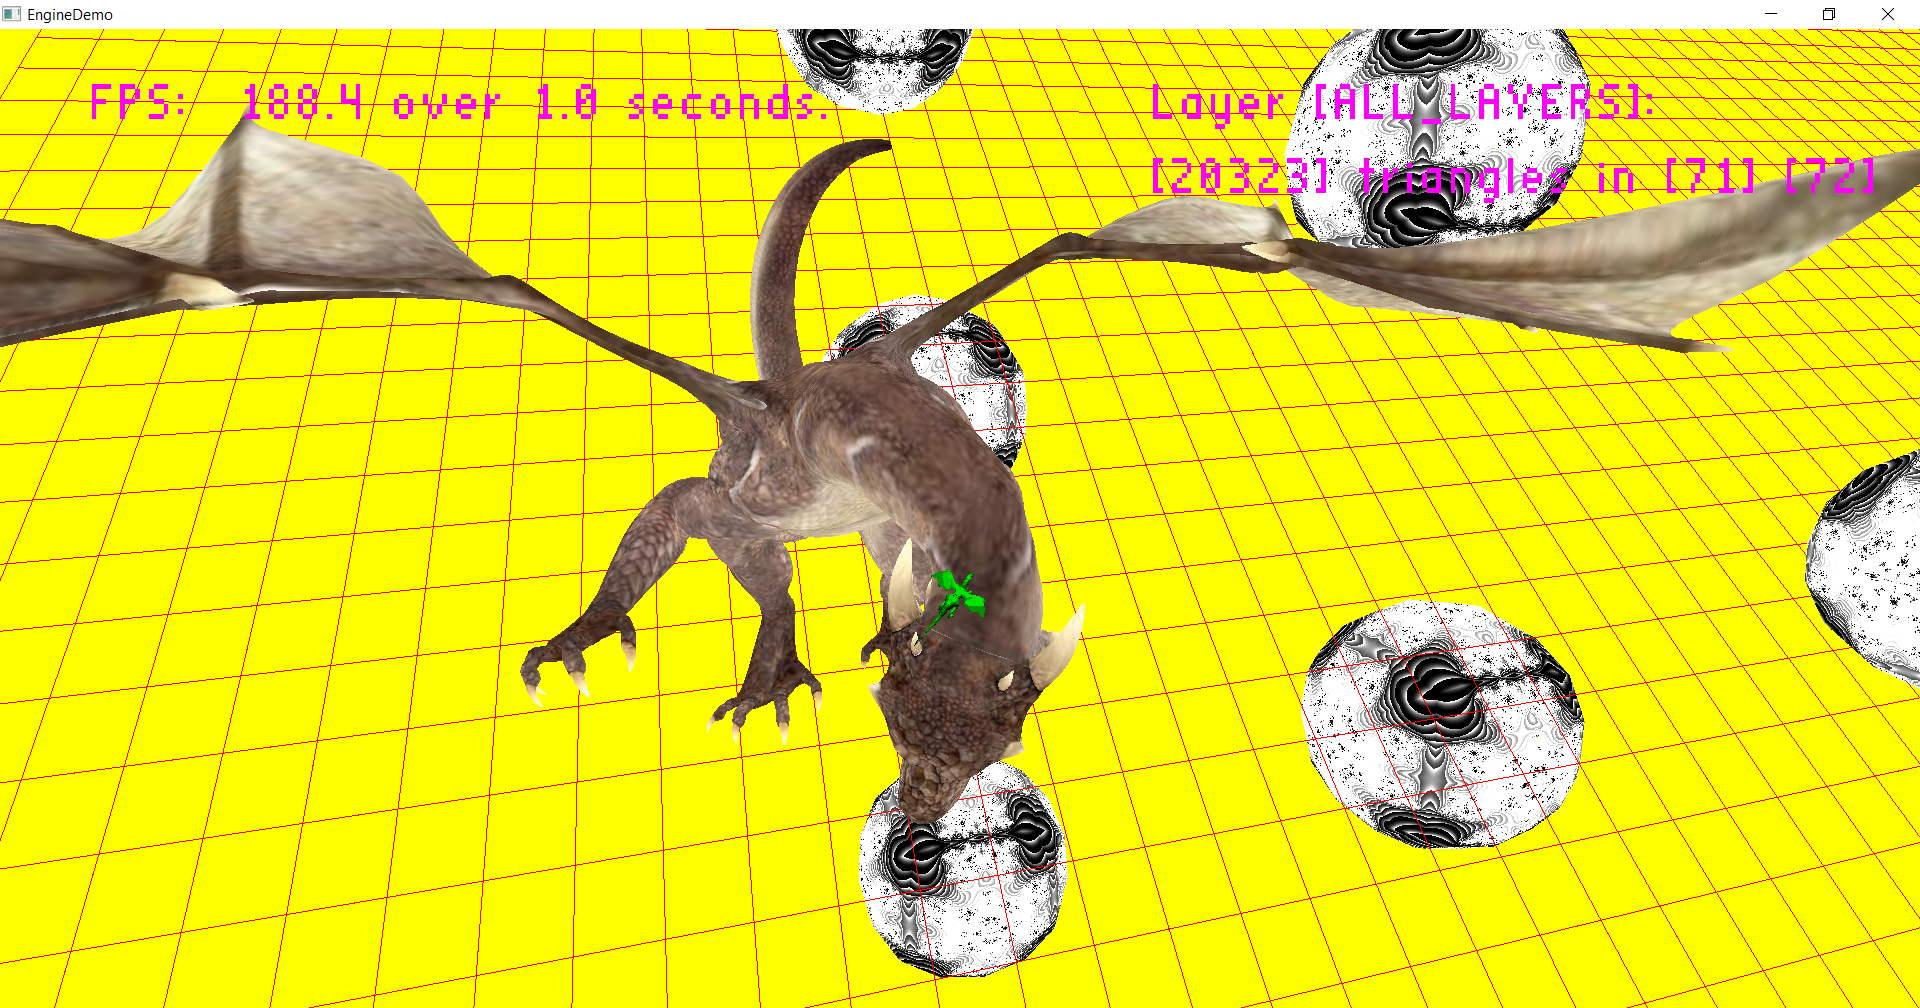 EngineDemo
FPS: 188.4 over 1.0 seconds.
Layer [ALL_LAYERS]:
[20323] triangles in [71] [72]